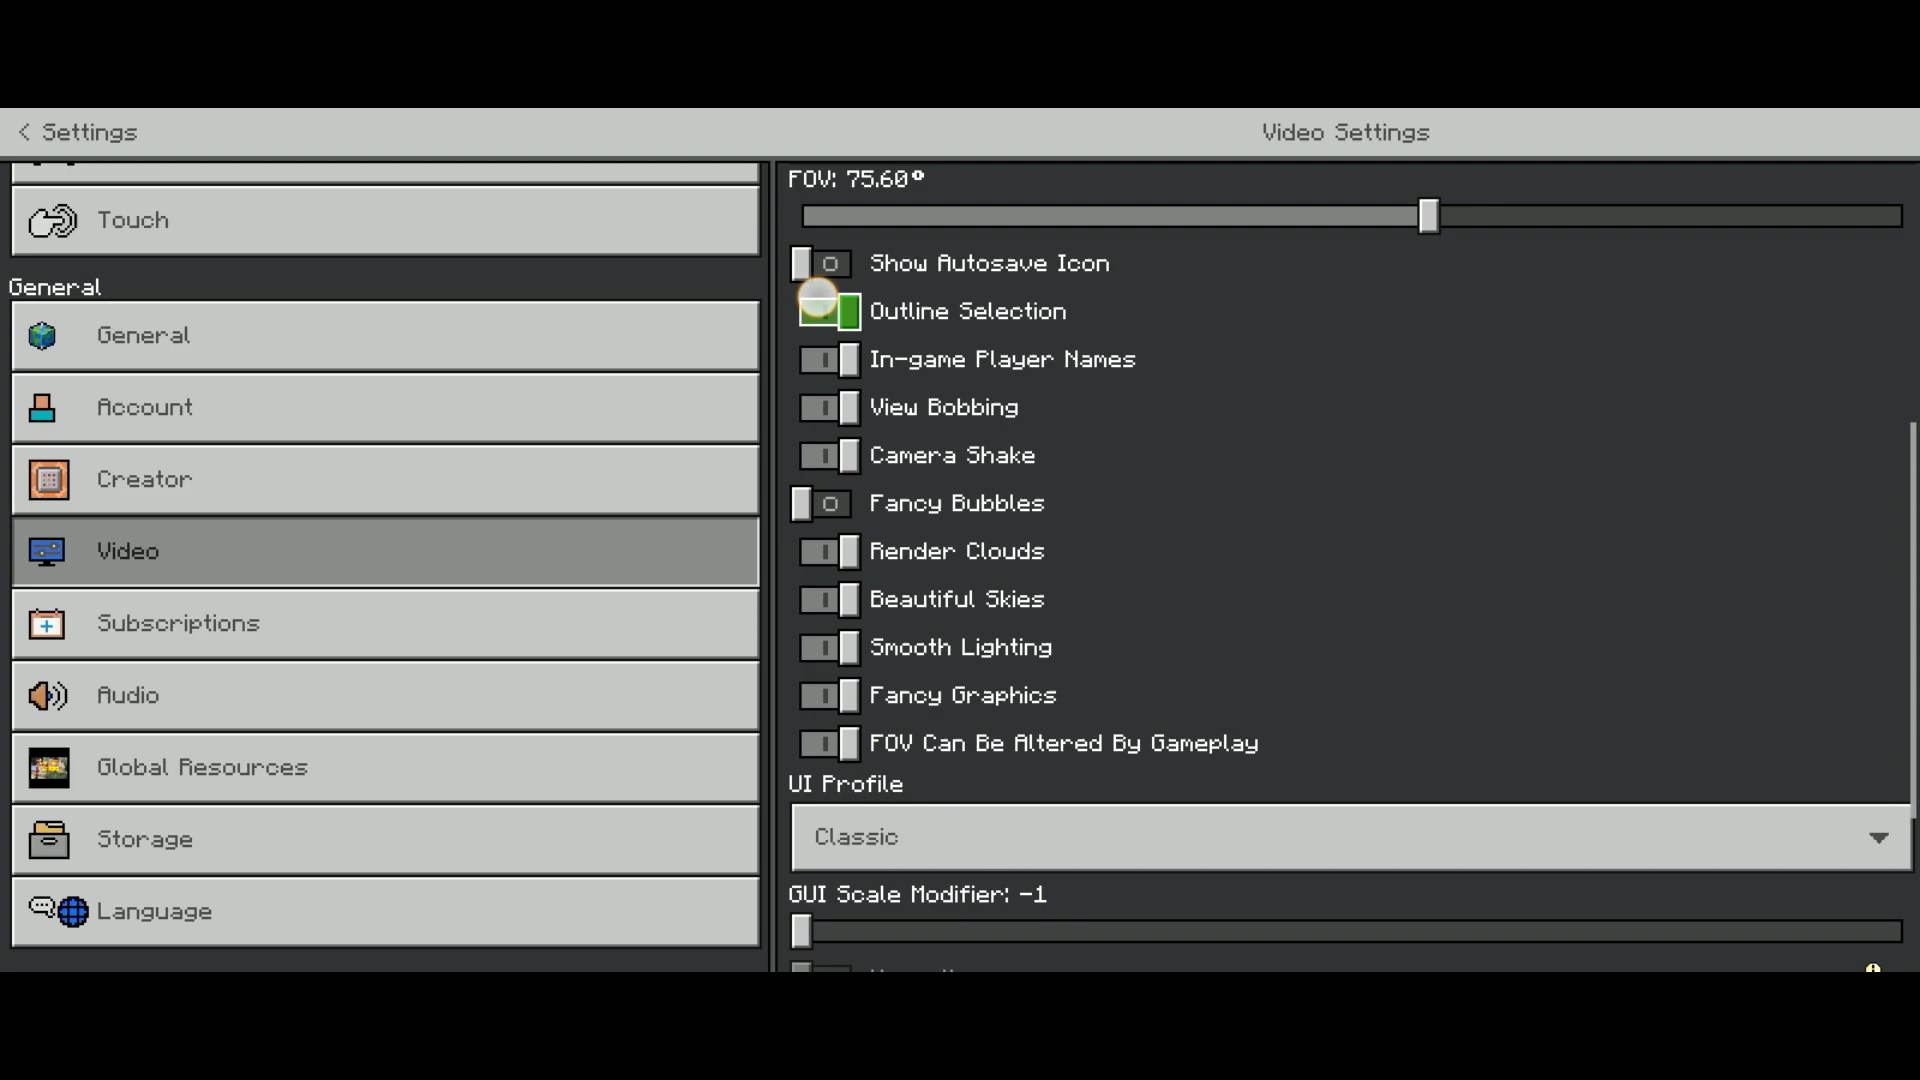 Settings
Video Settings
Touch
General
General
Account
Creator
Video
Subscriptions
Audio
Global Resources
Storage
Language
FOV: 75.60°
Show Autosave Icon
Outline Selection
In-game Player Names
View Bobbing
Camera Shake
Fancy Bubbles
Render Clouds
Beautiful Skies
Smooth Lighting
Fancy Graphics
FOV Can Be Altered By Gameplay
UI Profile
Classic
GUI Scale Modifier: -1